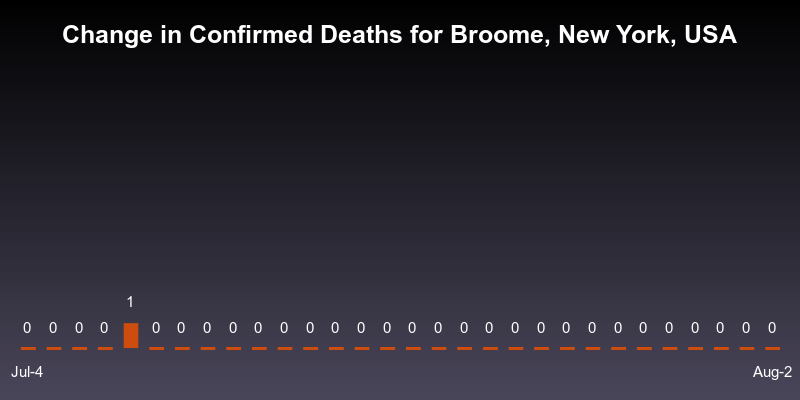 Change in Confirmed Deaths for Broome, New York, USA
1
0 0 0 0 0 0 0 0 0 0 0 0 0 0 0 0 0 0 0 0 0 0 0 0 0 0 0 0 0
Jul-4 Aug-2